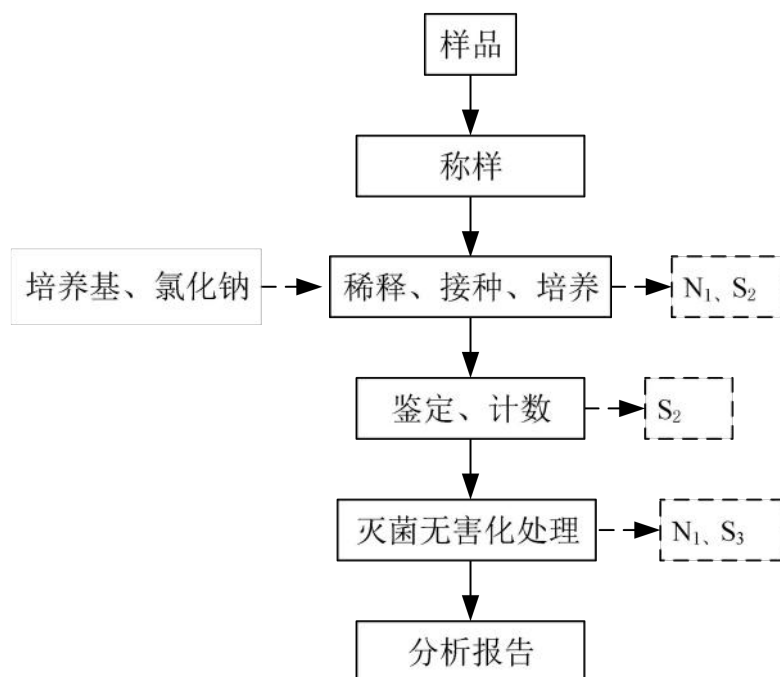 样品
称样
培养基、氯化钠
稀释、接种、培养
N₁、S₂
鉴定、计数
S₂
灭菌无害化处理
N₁、S₃
分析报告